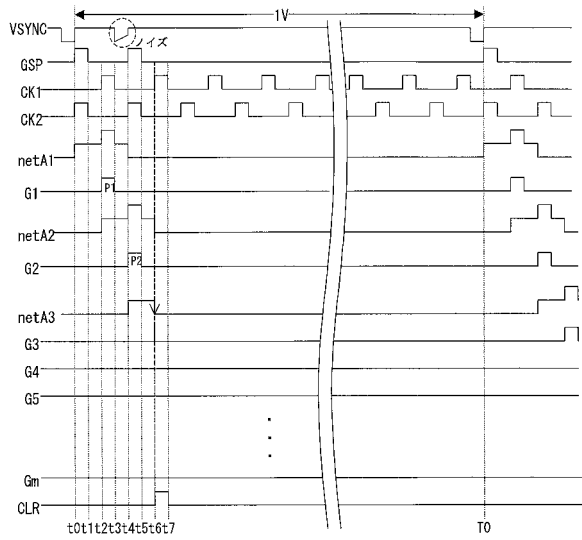 1V
VSYNC
ノイズ
GSP
CK1
CK2
netA1
G1
P1
netA2
G2
P2
netA3
G3
G4
G5
Gm
CLR
t0t1t2t3t4t5t6t7
T0